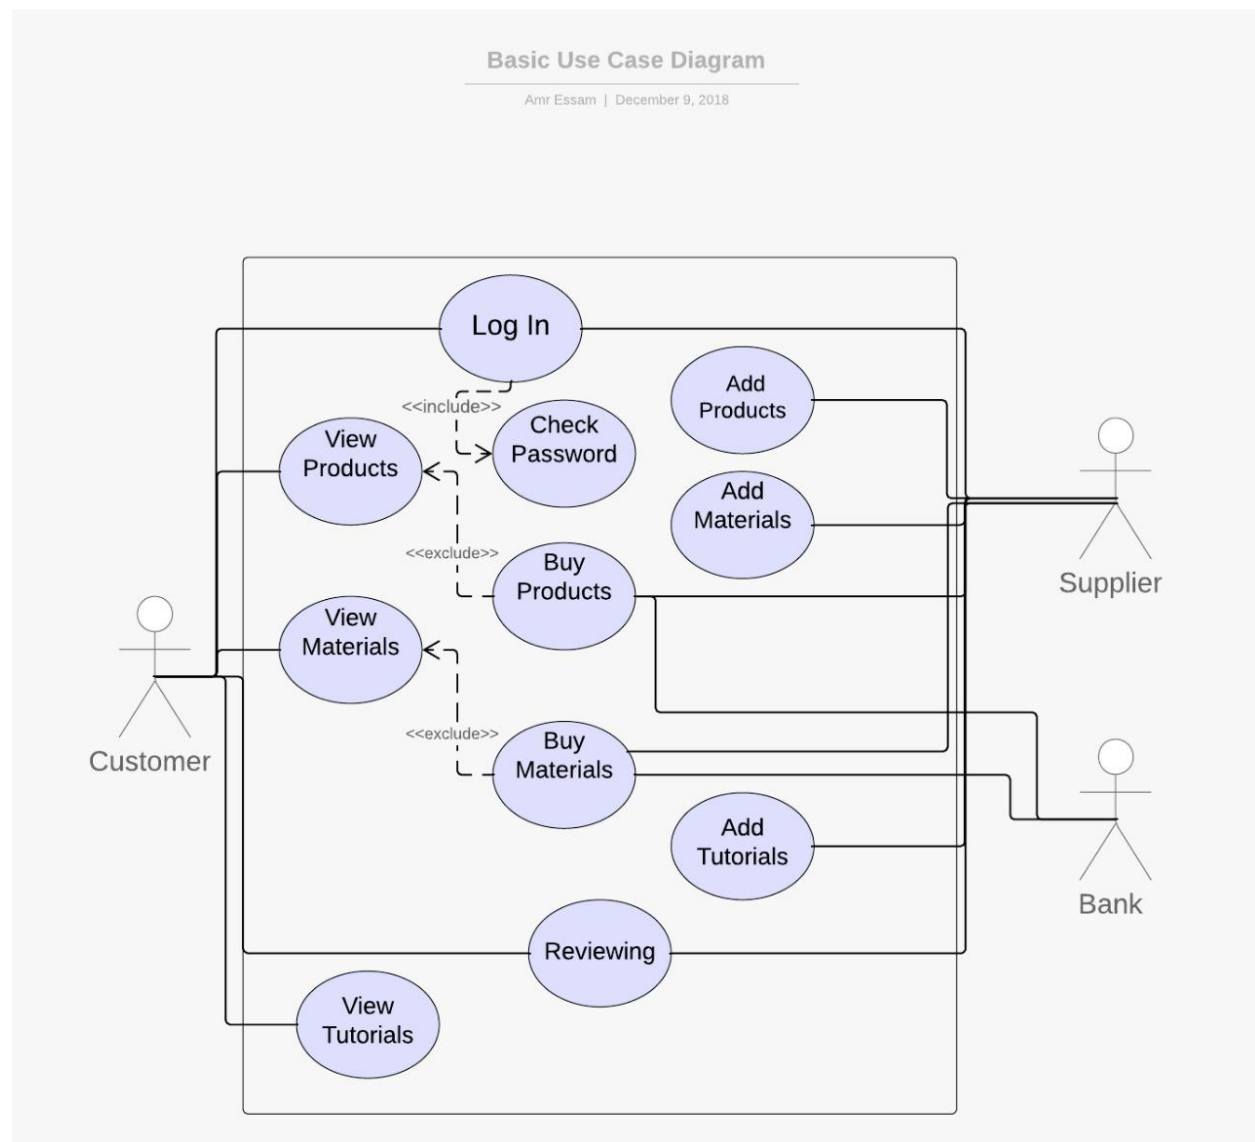 Basic Use Case Diagram
Amr Essam | December 9, 2018
Log In
<<include>>
Check
Password
Add
Products
View
Products
Add
Materials
<<exclude>>
Buy
Products
Supplier
View
Materials
<<exclude>>
Buy
Materials
Customer
Add
Tutorials
Bank
Reviewing
View
Tutorials